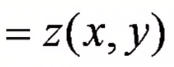 = z(x, y)